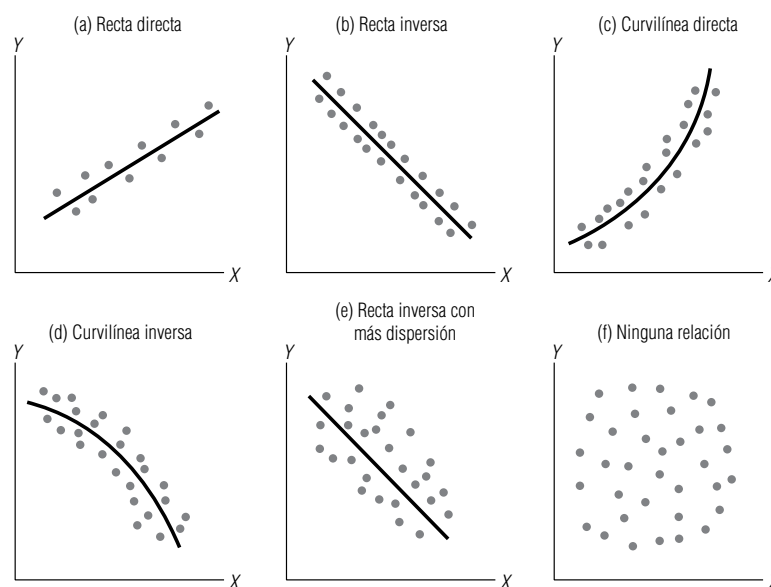 (a) Recta directa
Y
X
(b) Recta inversa
Y
X
(c) Curvilínea directa
Y
X
(d) Curvilínea inversa
Y
X
(e) Recta inversa con
más dispersión
Y
X
(f) Ninguna relación
Y
X